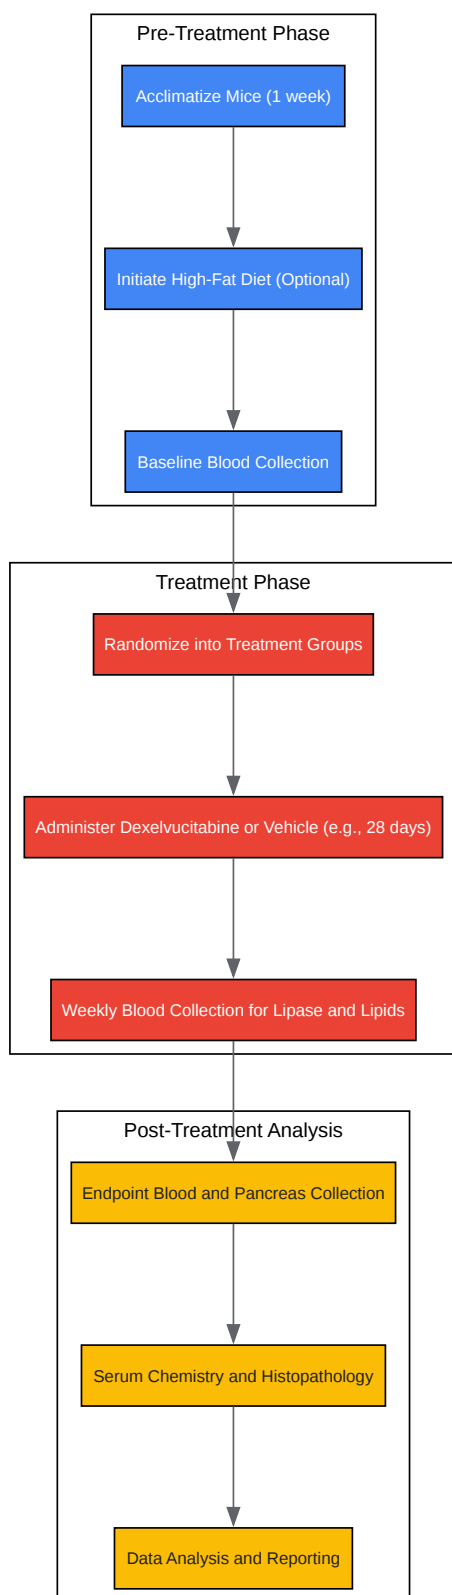 Pre-Treatment Phase
Acclimatize Mice (1 week)
Initiate High-Fat Diet (Optional)
Baseline Blood Collection
Treatment Phase
Randomize into Treatment Groups
Administer Dexelvucitabine or Vehicle (e.g., 28 days)
Weekly Blood Collection for Lipase and Lipids
Post-Treatment Analysis
Endpoint Blood and Pancreas Collection
Serum Chemistry and Histopathology
Data Analysis and Reporting